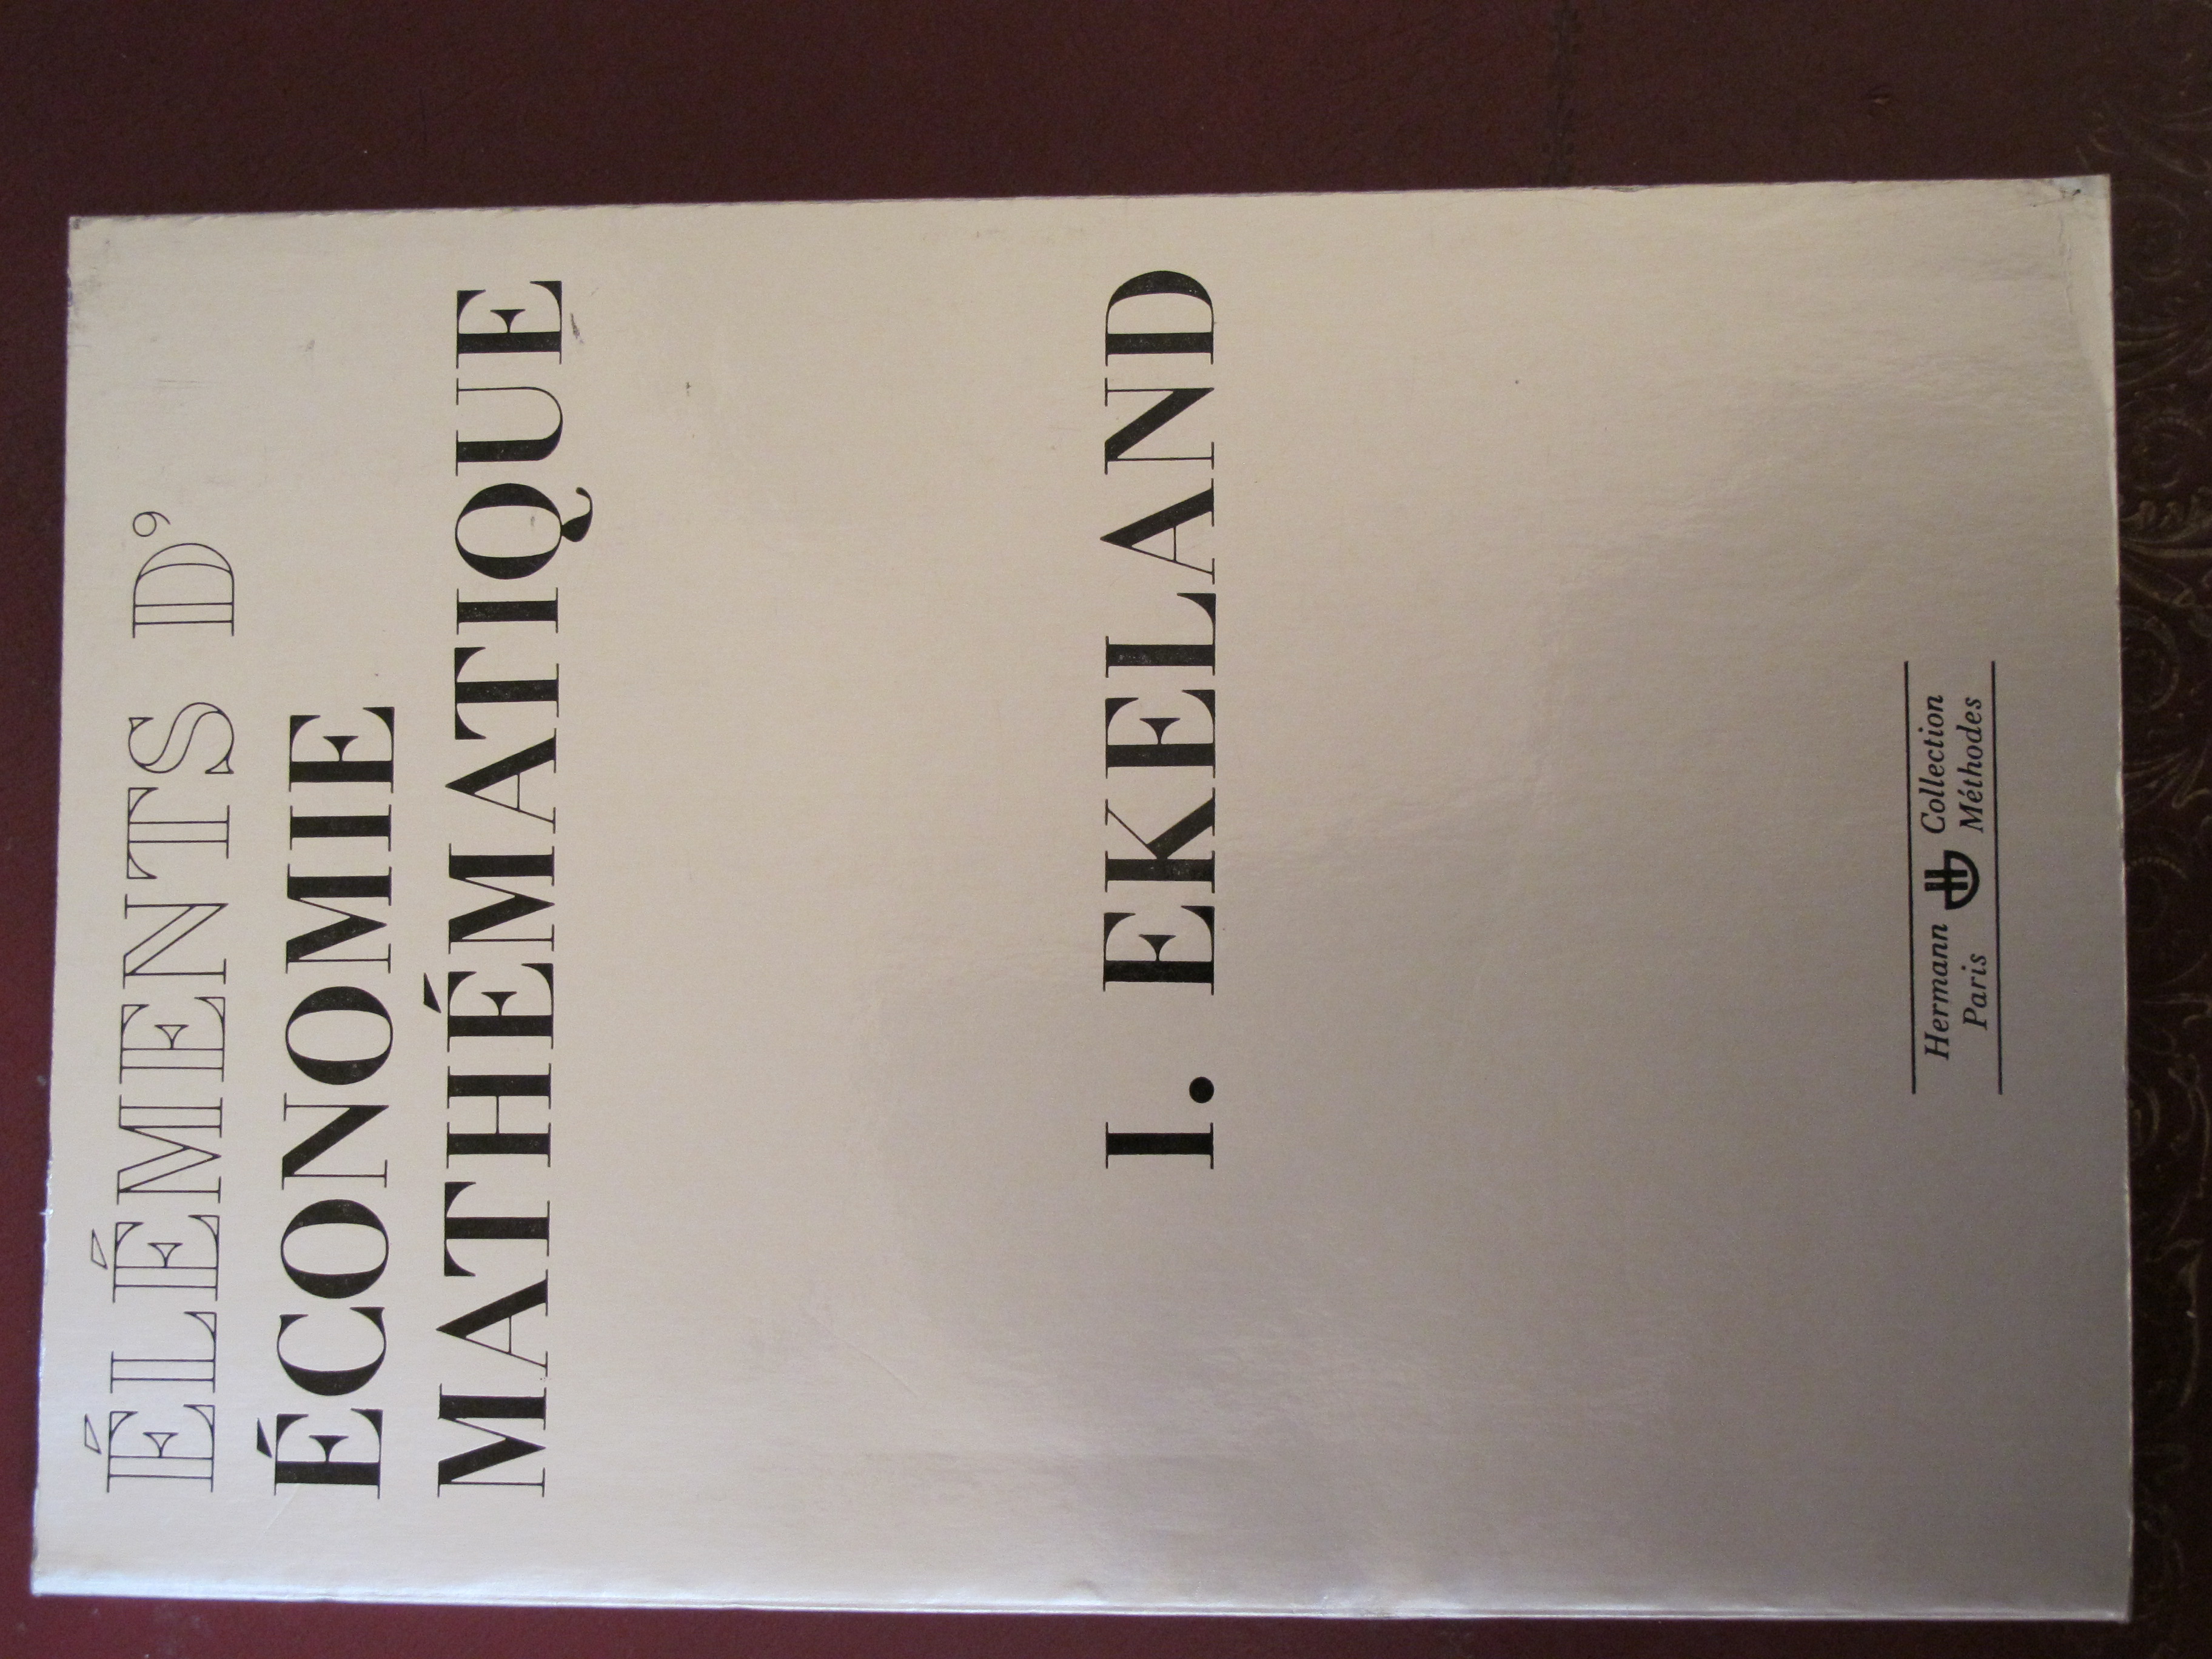 ÉLÉMENTS D'
ÉCONOMIE
MATHÉMATIQUE
I. EKELAND
Hermann Collection
Paris Méthodes